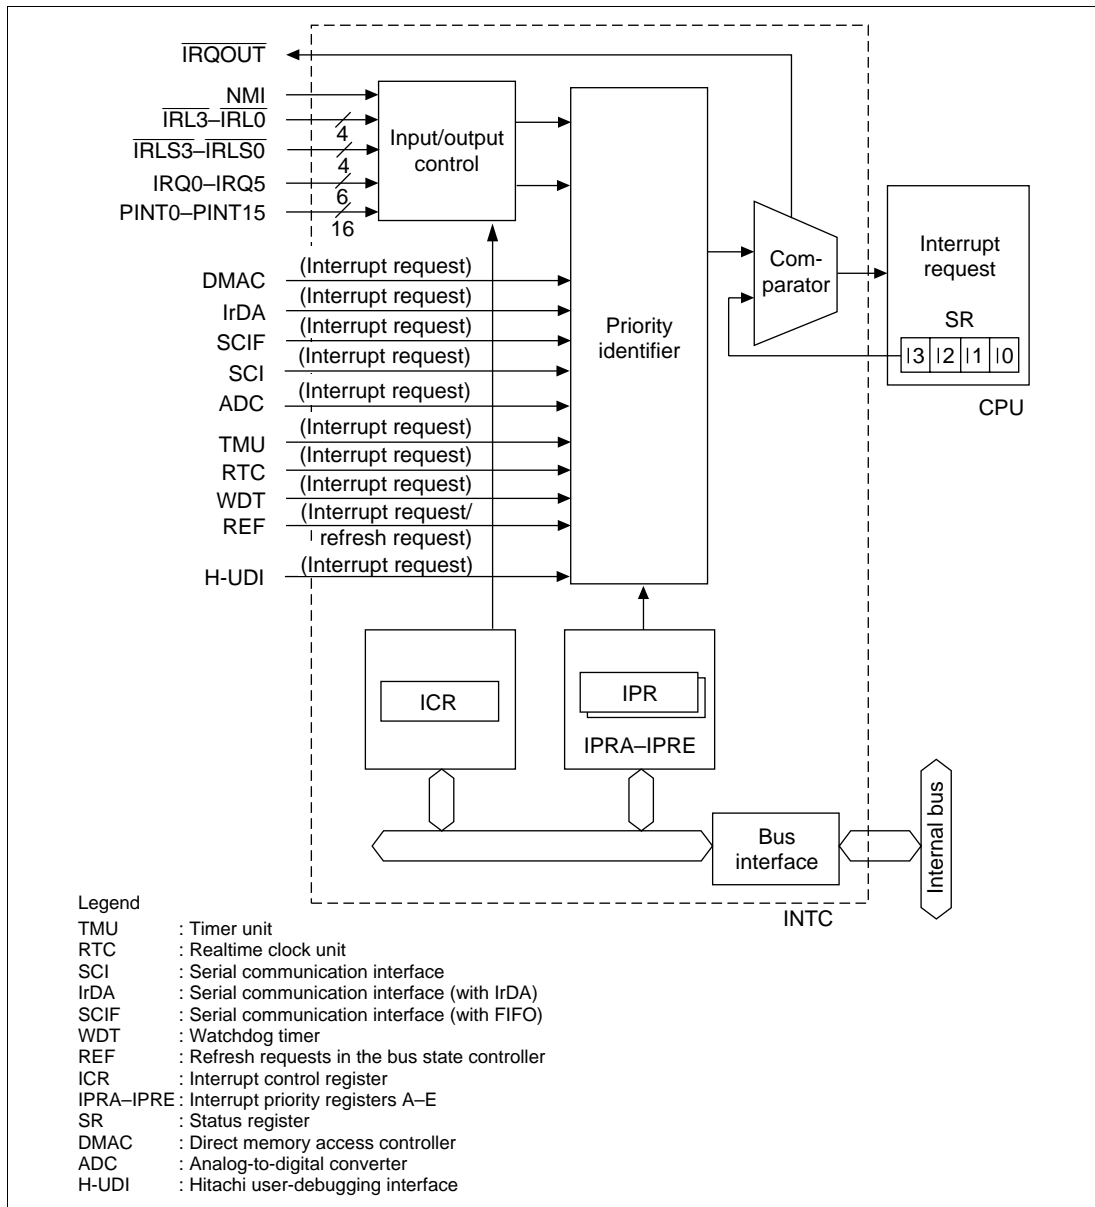 IRQOUT
NMI
IRL3–IRL0
4
IRLS3–IRLS0
4
IRQ0–IRQ5
6
PINT0–PINT15
16
Input/output
control
DMAC
(Interrupt request)
IrDA
(Interrupt request)
SCIF
(Interrupt request)
SCI
(Interrupt request)
ADC
(Interrupt request)
TMU
(Interrupt request)
RTC
(Interrupt request)
WDT
(Interrupt request)
REF
(Interrupt request/
refresh request)
H-UDI
(Interrupt request)
Priority
identifier
Com-
parator
Interrupt
request
SR
I3 I2 I1 I0
CPU
ICR
IPR
IPRA–IPRE
Bus
interface
Internal bus
INTC
Legend
TMU : Timer unit
RTC : Realtime clock unit
SCI : Serial communication interface
IrDA : Serial communication interface (with IrDA)
SCIF : Serial communication interface (with FIFO)
WDT : Watchdog timer
REF : Refresh requests in the bus state controller
ICR : Interrupt control register
IPRA–IPRE : Interrupt priority registers A–E
SR : Status register
DMAC : Direct memory access controller
ADC : Analog-to-digital converter
H-UDI : Hitachi user-debugging interface